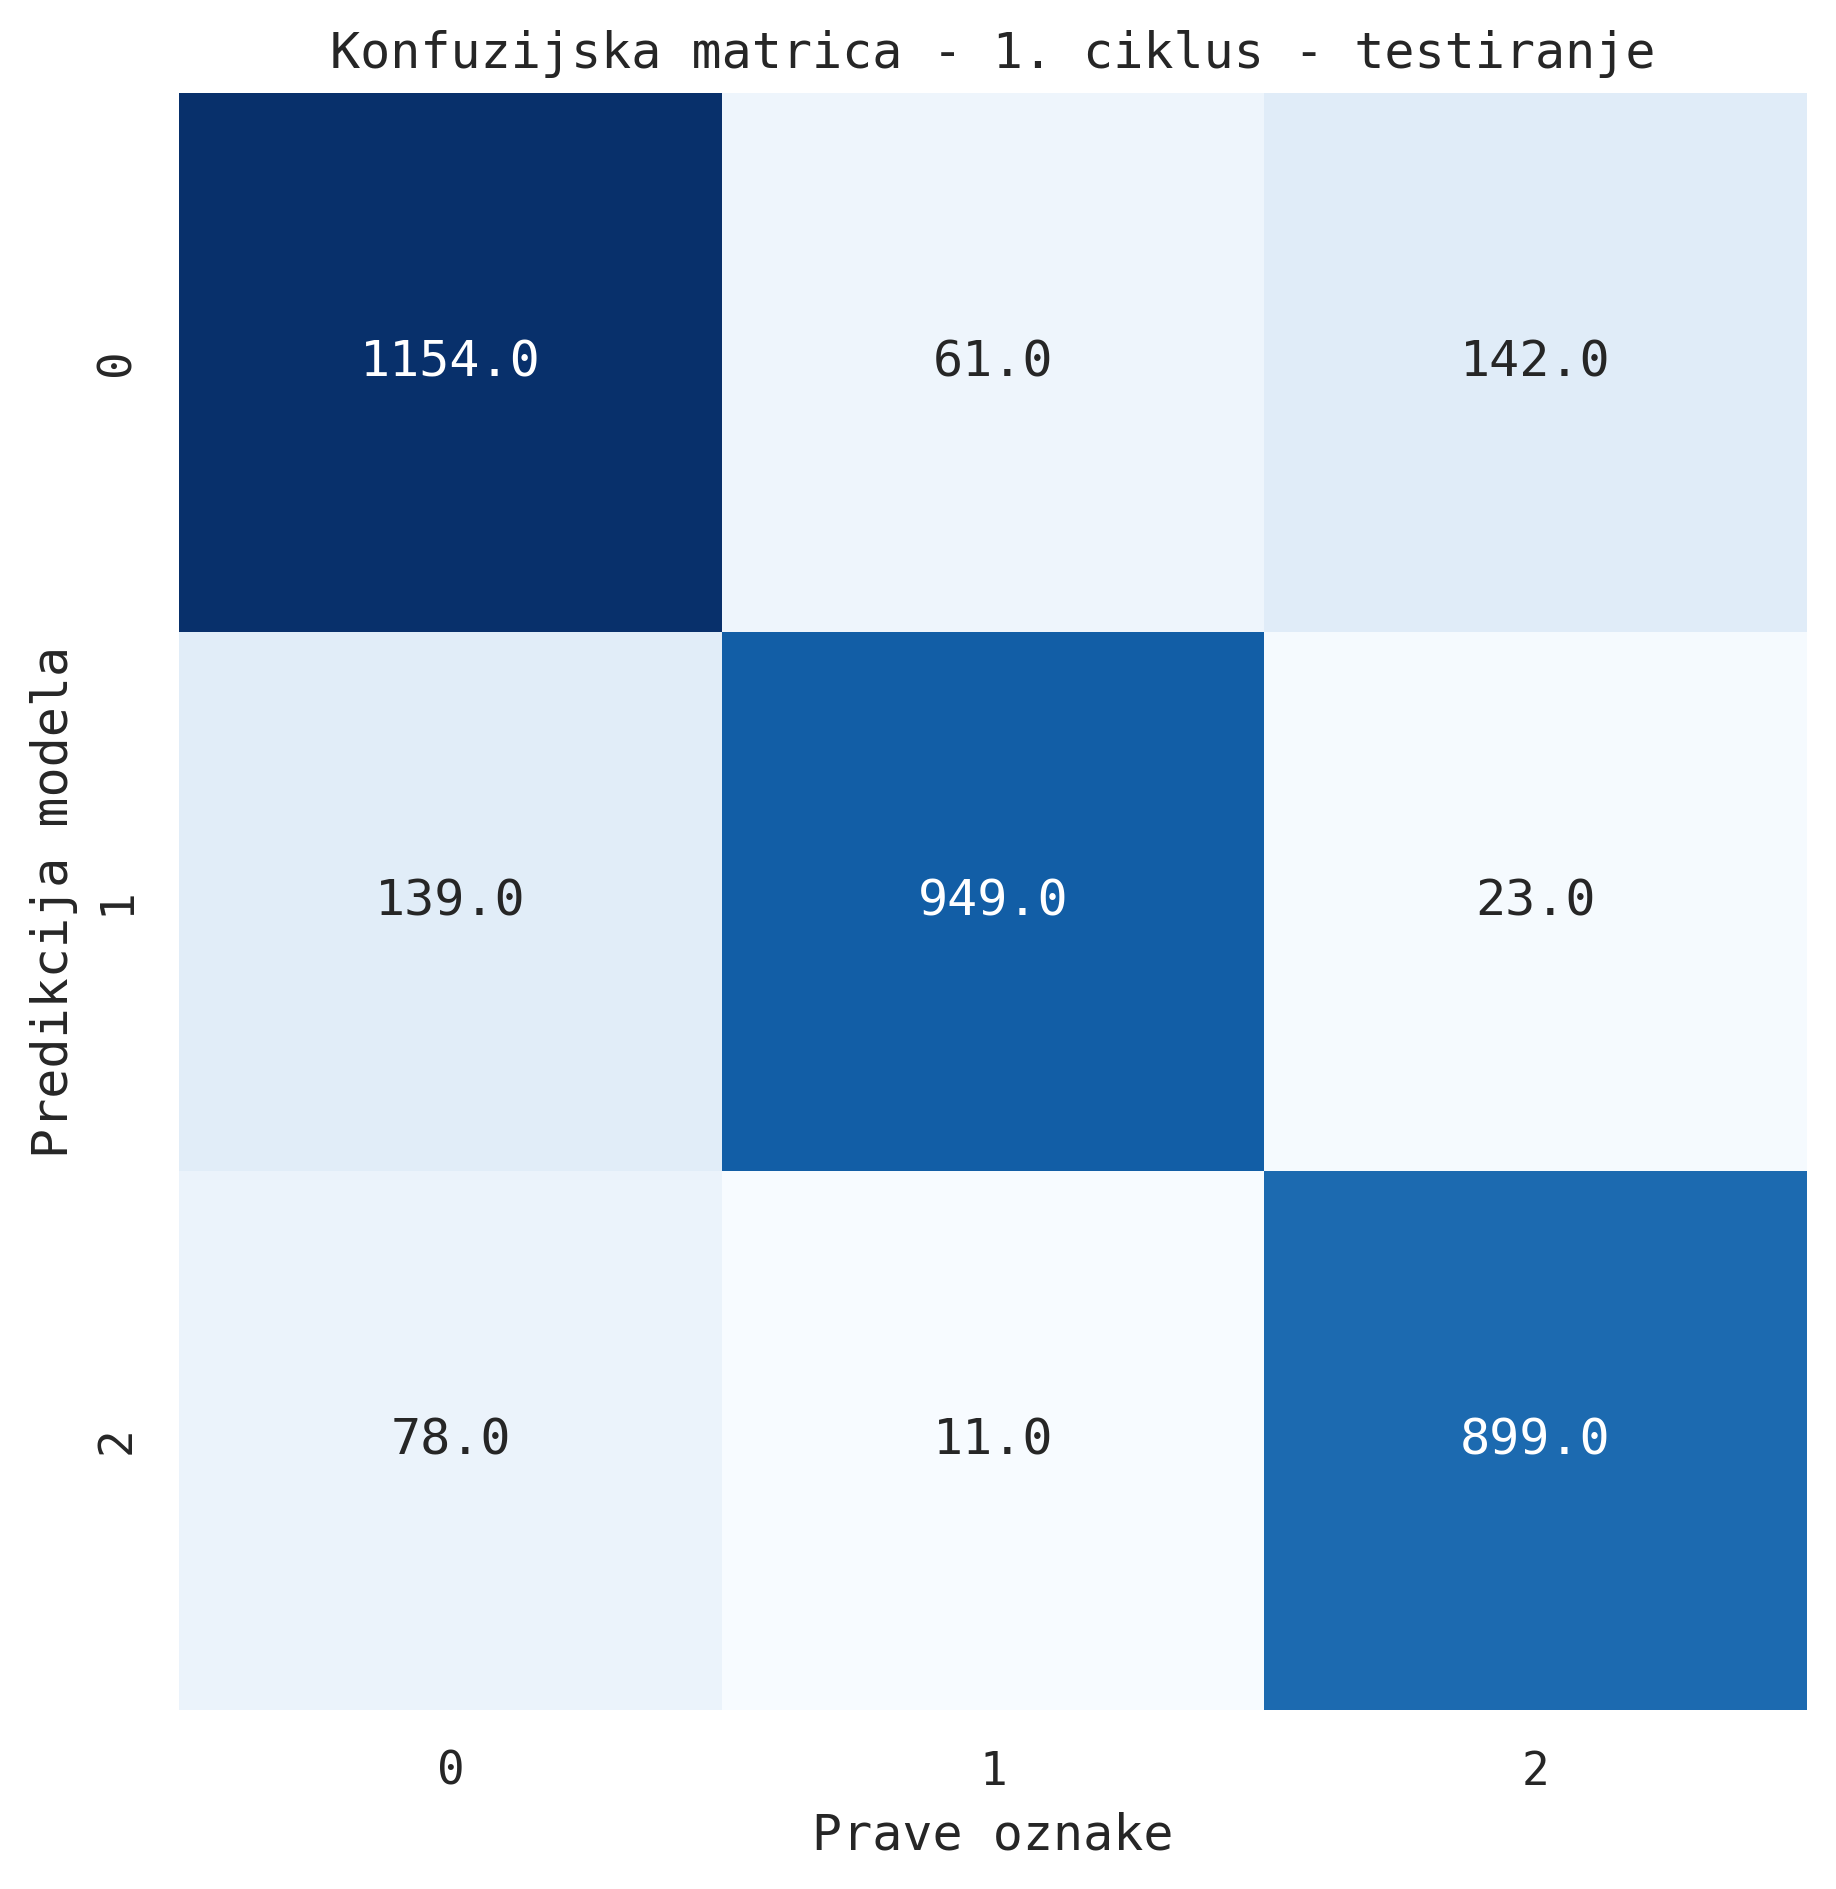 Konfuzijska matrica - 1. ciklus - testiranje
Predikcija modela
0
1154.0 61.0 142.0
1
139.0 949.0 23.0
2
78.0 11.0 899.0
0 1 2
Prave oznake